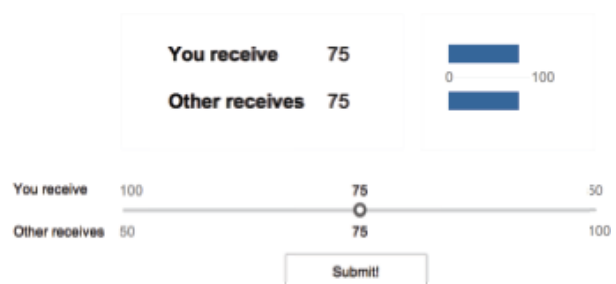 You receive 75
Other receives 75
0 100
You receive 100 75 50
Other receives 50 75 100
Submit!